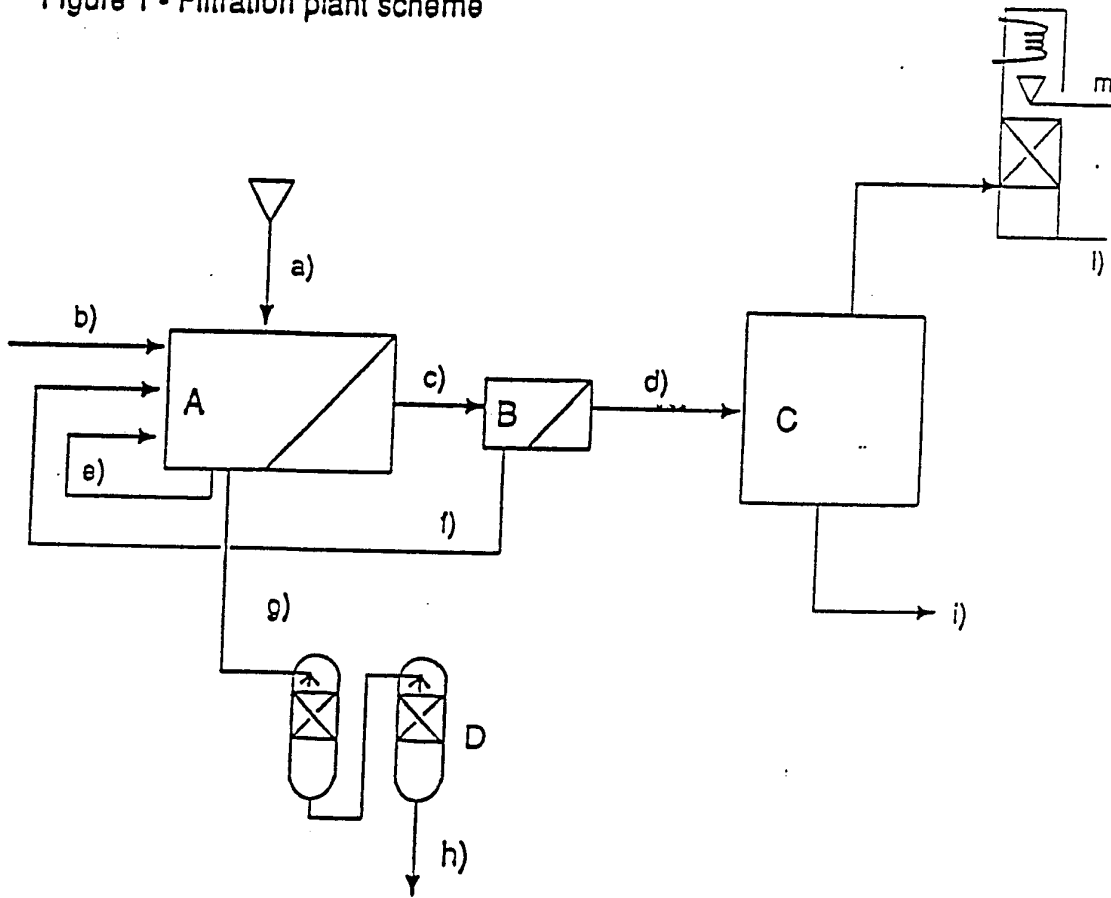 Figure 1 - Filtration plant scheme
m
a)
l)
b)
c)
d)
A
B
C
e)
f)
g)
i)
D
h)